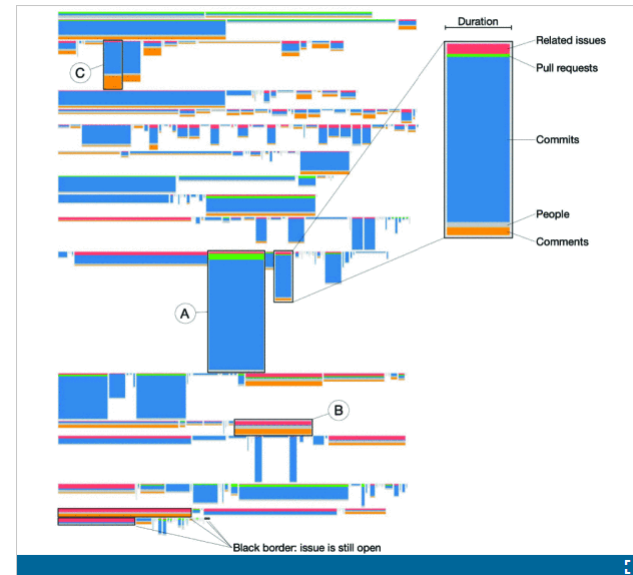 Duration
Related issues
Pull requests
C
Commits
People
Comments
A
B
Black border: issue is still open